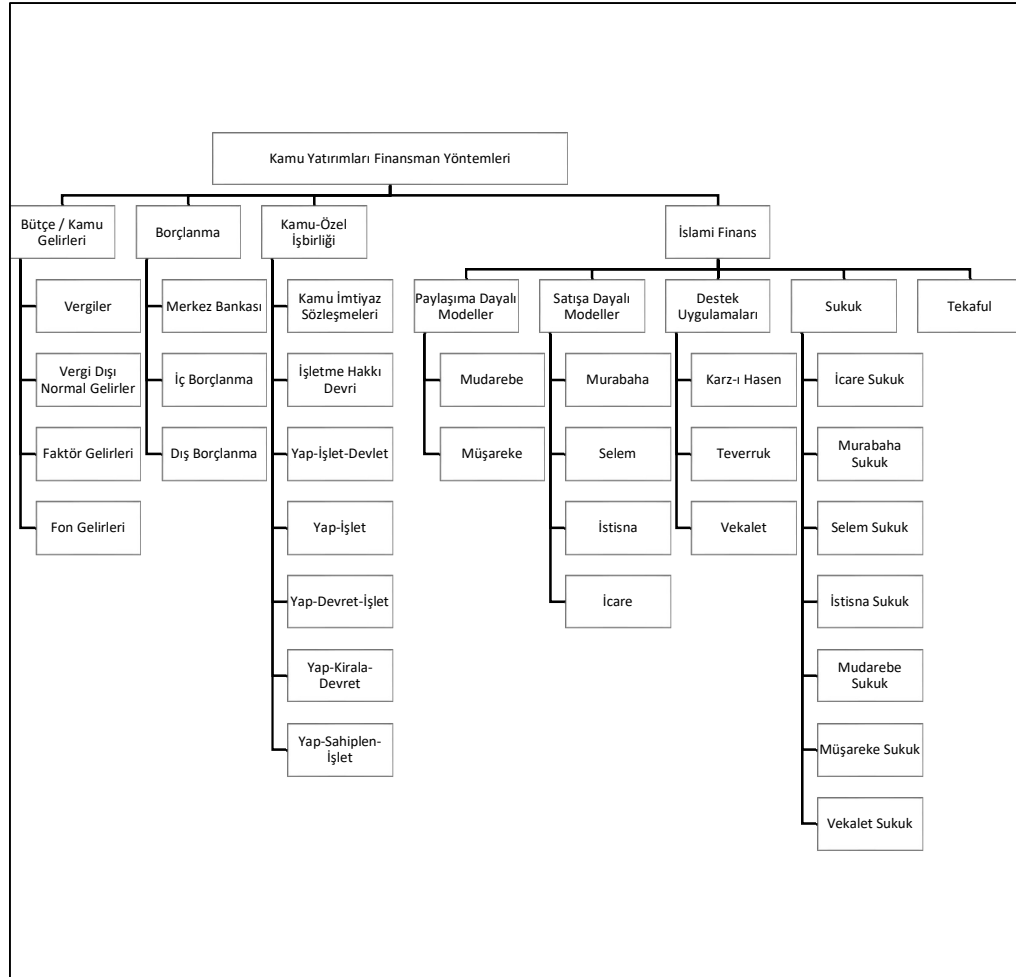 Kamu Yatırımları Finansman Yöntemleri
Bütçe / Kamu
Gelirleri
Vergiler
Vergi Dışı
Normal Gelirler
Faktör Gelirleri
Fon Gelirleri
Borçlanma
Merkez Bankası
İç Borçlanma
Dış Borçlanma
Kamu-Özel
İşbirliği
Kamu İmtiyaz
Sözleşmeleri
İşletme Hakkı
Devri
Yap-İşlet-Devlet
Yap-İşlet
Yap-Devret-İşlet
Yap-Kirala-
Devret
Yap-Sahiplen-
İşlet
İslami Finans
Paylaşıma Dayalı
Modeller
Mudarebe
Müşareke
Satışa Dayalı
Modeller
Murabaha
Selem
İstisna
İcare
Destek
Uygulamaları
Karz-ı Hasen
Teverruk
Vekalet
Sukuk
İcare Sukuk
Murabaha
Sukuk
Selem Sukuk
İstisna Sukuk
Mudarebe
Sukuk
Müşareke Sukuk
Vekalet Sukuk
Tekaful